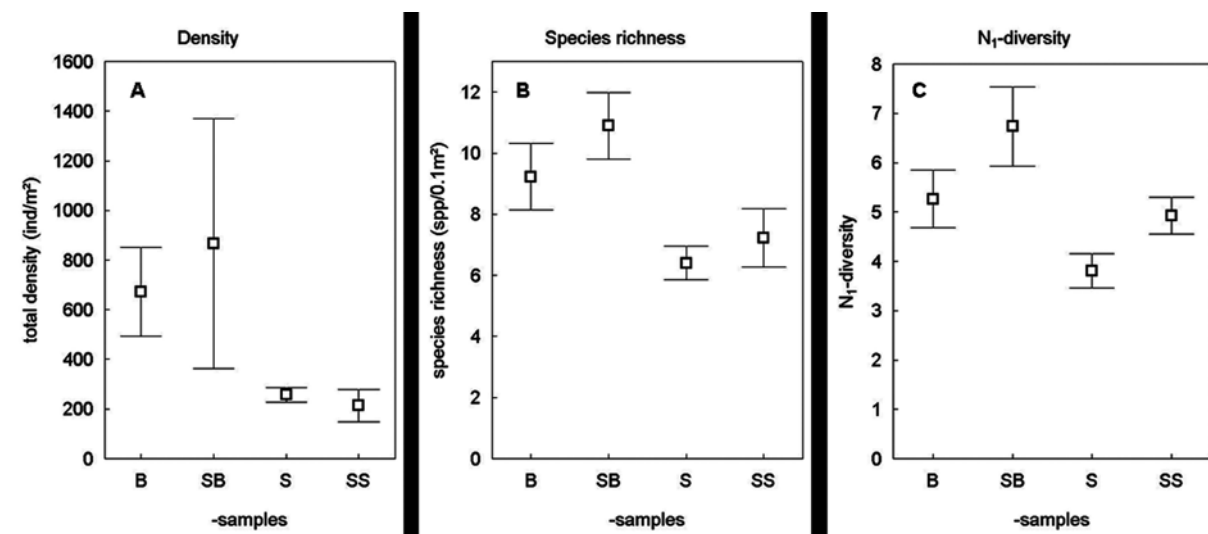 Density
A
total density (ind/m²)
1600
1400
1200
1000
800
600
400
200
0
B SB S SS
-samples
Species richness
B
species richness (spp/0.1m²)
12
10
8
6
4
2
0
B SB S SS
-samples
N₁-diversity
C
N₁-diversity
8
7
6
5
4
3
2
1
0
B SB S SS
-samples